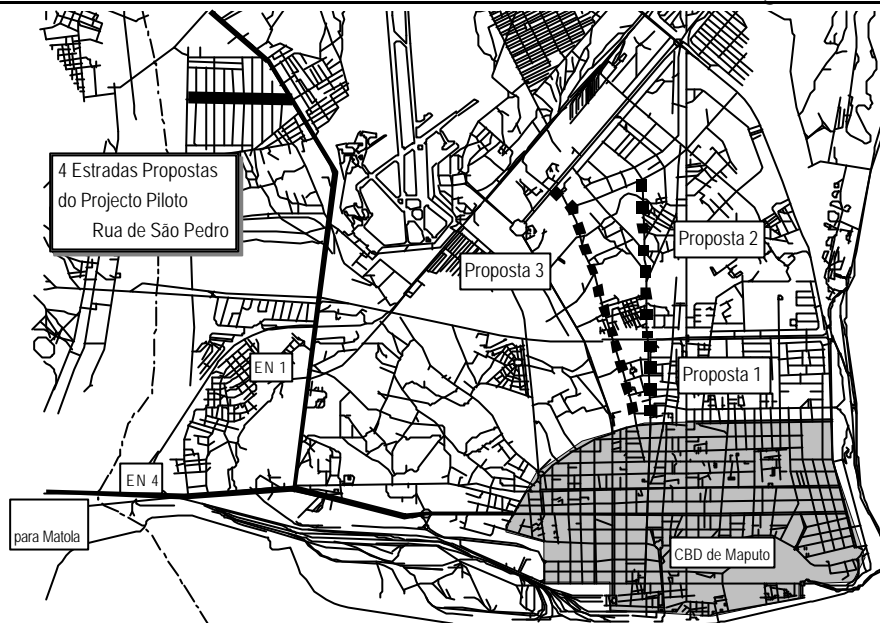 4 Estradas Propostas
do Projecto Piloto
Rua de São Pedro
Proposta 2
Proposta 3
EN 1
Proposta 1
EN 4
para Matola
CBD de Maputo